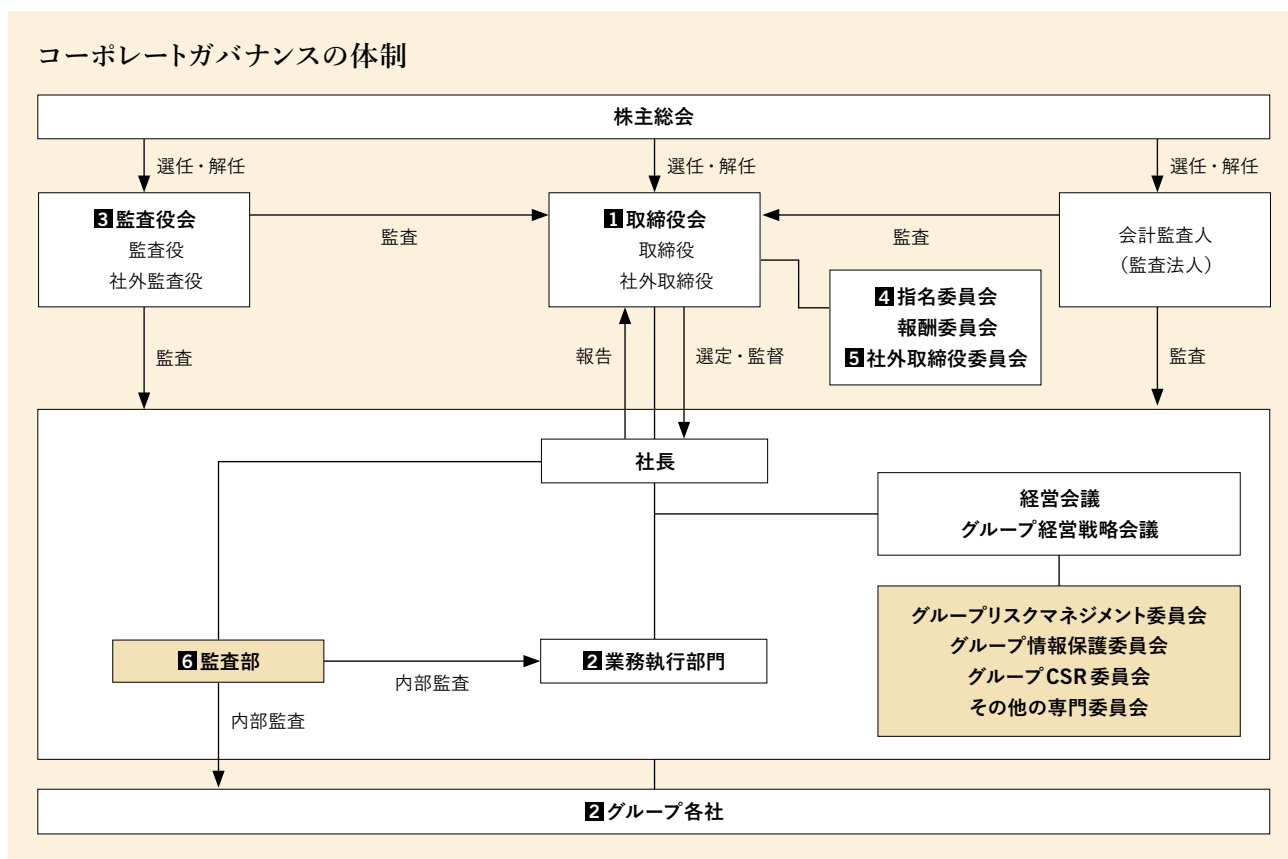 コーポレートガバナンスの体制
株主総会
選任・解任
選任・解任
選任・解任
3 監査役会
監査役
社外監査役
監査
1 取締役会
取締役
社外取締役
監査
会計監査人
（監査法人）
4 指名委員会
報酬委員会
5 社外取締役委員会
監査
報告
選定・監督
監査
社長
経営会議
グループ経営戦略会議
グループリスクマネジメント委員会
グループ情報保護委員会
グループCSR委員会
その他の専門委員会
6 監査部
内部監査
2 業務執行部門
内部監査
2 グループ各社